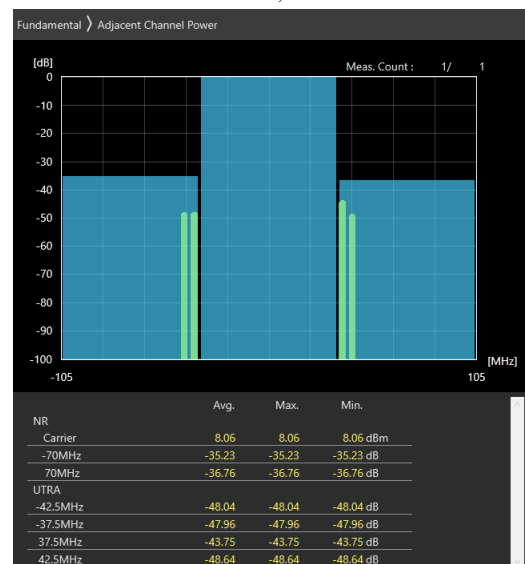 Fundamental 〉 Adjacent Channel Power
[dB]
Meas. Count : 1/ 1
0
-10
-20
-30
-40
-50
-60
-70
-80
-90
-100
[MHz]
-105 105
Avg. Max. Min.
NR
Carrier 8.06 8.06 8.06 dBm
-70MHz -35.23 -35.23 -35.23 dB
70MHz -36.76 -36.76 -36.76 dB
UTRA
-42.5MHz -48.04 -48.04 -48.04 dB
-37.5MHz -47.96 -47.96 -47.96 dB
37.5MHz -43.75 -43.75 -43.75 dB
42.5MHz -48.64 -48.64 -48.64 dB